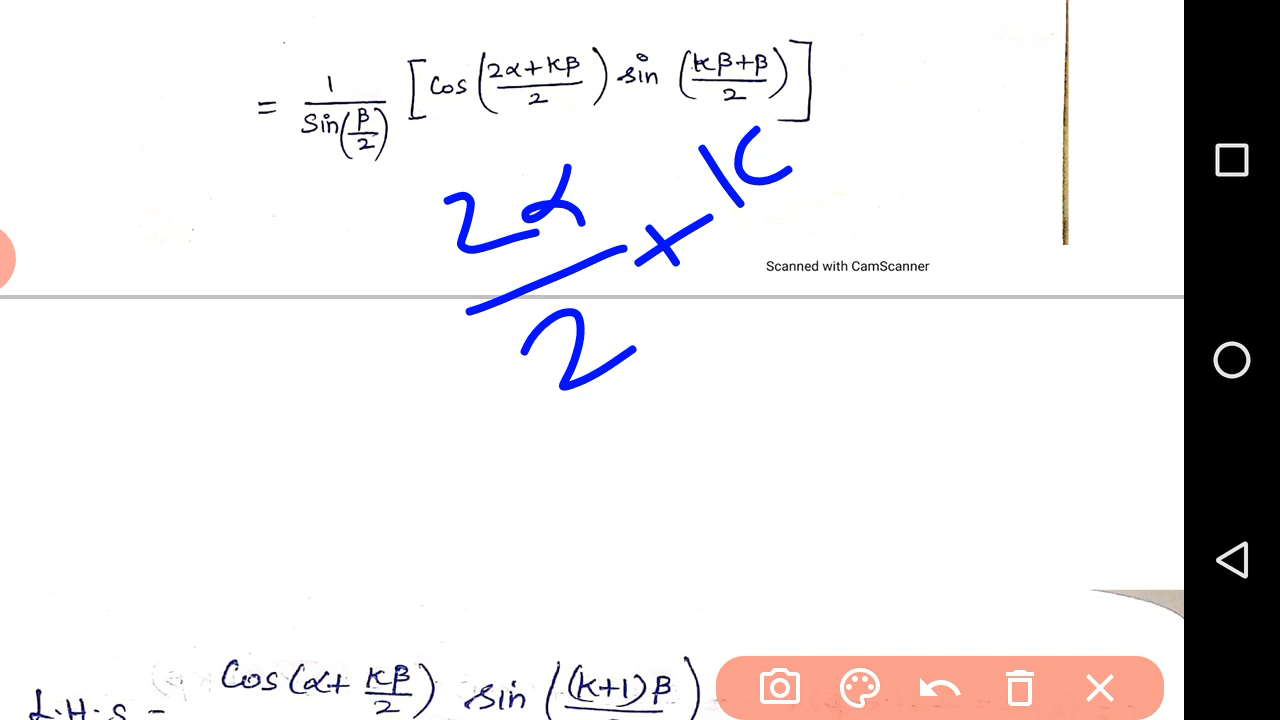 = 1/Sin(β/2) [Cos(2α+kβ/2) sin(kβ+β/2)]
2α/2 + K
Scanned with CamScanner
L.H.S = Cos(α+kβ/2) sin((k+1)β